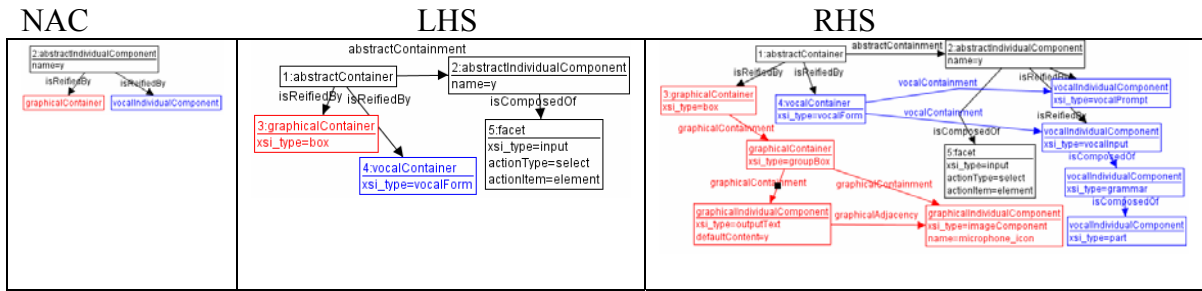 NAC
LHS
RHS
2:abstractIndividualComponent
name=y
isReifiedBy
isReifiedBy
graphicalContainer
vocalIndividualComponent
abstractContainment
1:abstractContainer
2:abstractIndividualComponent
name=y
isReifiedBy
isReifiedBy
isComposedOf
3:graphicalContainer
xsi_type=box
4:vocalContainer
xsi_type=vocalForm
5:facet
xsi_type=input
actionType=select
actionItem=element
1:abstractContainer
abstractContainment
2:abstractIndividualComponent
name=y
isReifiedBy
isReifiedBy
isReifiedBy
3:graphicalContainer
xsi_type=box
4:vocalContainer
xsi_type=vocalForm
vocalContainment
vocalIndividualComponent
xsi_type=vocalPrompt
graphicalContainment
vocalContainment
isReifiedBy
vocalIndividualComponent
xsi_type=vocalInput
isComposedOf
graphicalContainer
xsi_type=groupBox
5:facet
xsi_type=input
actionType=select
actionItem=element
isComposedOf
vocalIndividualComponent
xsi_type=grammar
graphicalContainment
graphicalContainment
isComposedOf
graphicalIndividualComponent
xsi_type=outputText
defaultContent=y
graphicalAdjacency
graphicalIndividualComponent
xsi_type=imageComponent
name=microphone_icon
vocalIndividualComponent
xsi_type=part